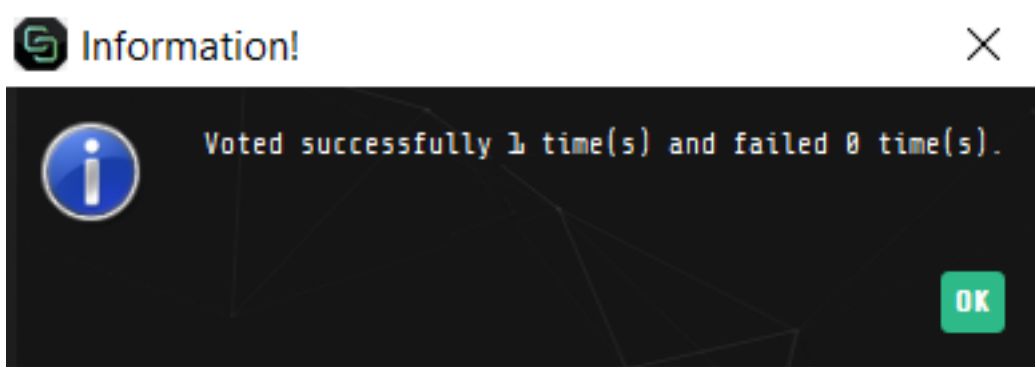 Information!
Voted successfully 1 time(s) and failed 0 time(s).
OK